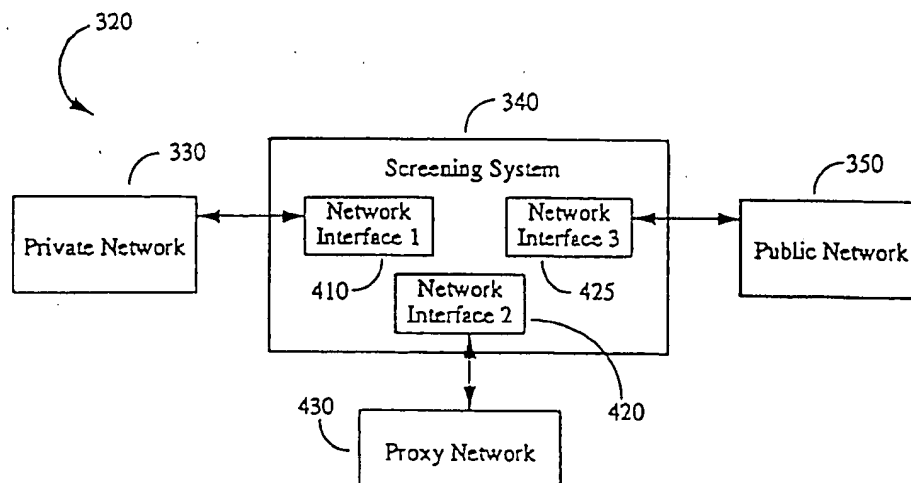 320
340
330
350
Screening System
Private Network
Network
Interface 1
410
Network
Interface 3
425
Public Network
Network
Interface 2
420
430
Proxy Network